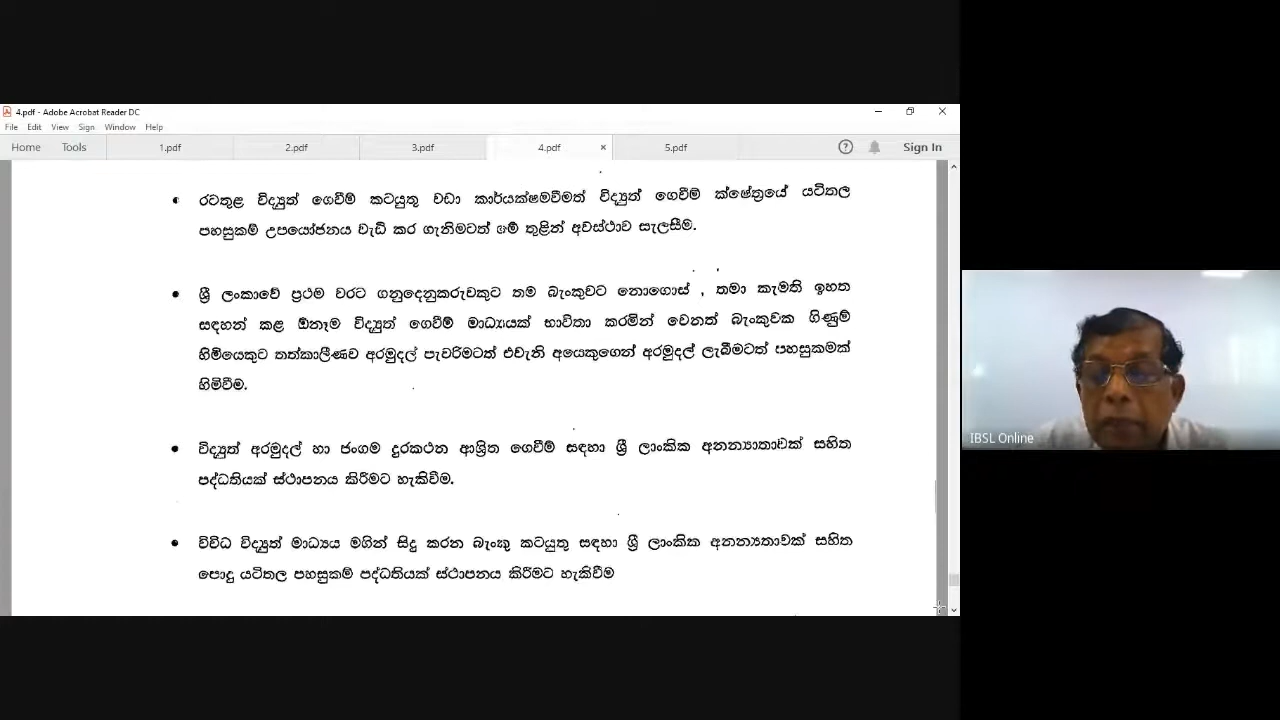 4.pdf - Adobe Acrobat Reader DC
File Edit View Sign Window Help
Home Tools 1.pdf 2.pdf 3.pdf 4.pdf × 5.pdf Sign In
• රටතුළ විද්‍යුත් ගෙවීම් කටයුතු වඩා කාර්යක්ෂමවීමත් විද්‍යුත් ගෙවීම් ක්ෂේත්‍රයේ යටිතල
පහසුකම් උපයෝජනය වැඩි කර ගැනිමටත් මේ තුළින් අවස්ථාව සැලසීම.
• ශ්‍රී ලංකාවේ ප්‍රථම වරට ගනුදෙනුකරුවකුට තම බැංකුවට නොගොස් , තමා කැමති ඉහත
සඳහන් කළ ඕනෑම විද්‍යුත් ගෙවීම් මාධ්‍යයක් භාවිතා කරමින් වෙනත් බැංකුවක ගිණුම්
හිමියෙකුට තත්කාලීණව අරමුදල් පැවරිමටත් එවැනි අයෙකුගෙන් අරමුදල් ලැබීමටත් පහසුකමක්
හිමිවීම.
• විද්‍යුත් අරමුදල් හා ජංගම දුරකථන ආශ්‍රිත ගෙවීම් සඳහා ශ්‍රී ලාංකික අනන්‍යාතාවක් සහිත
පද්ධතියක් ස්ථාපනය කිරීමට හැකිවීම.
• විවිධ විද්‍යුත් මාධ්‍යය මගින් සිදු කරන බැංකු කටයුතු සඳහා ශ්‍රී ලාංකික අනන්‍යතාවක් සහිත
පොදු යටිතල පහසුකම් පද්ධතියක් ස්ථාපනය කිරීමට හැකිවීම
IBSL Online